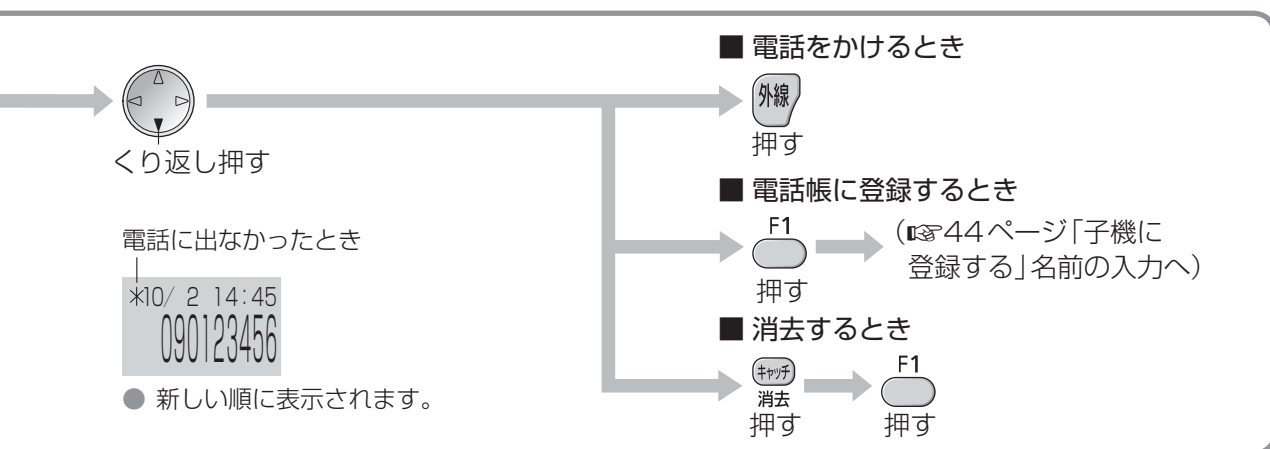 くり返し押す
電話に出なかったとき
*10/ 2 14:45
090123456
● 新しい順に表示されます。
■ 電話をかけるとき
外線
押す
■ 電話帳に登録するとき
F1
押す
(☞44ページ「子機に
登録する」名前の入力へ)
■ 消去するとき
キャッチ
消去
押す
F1
押す